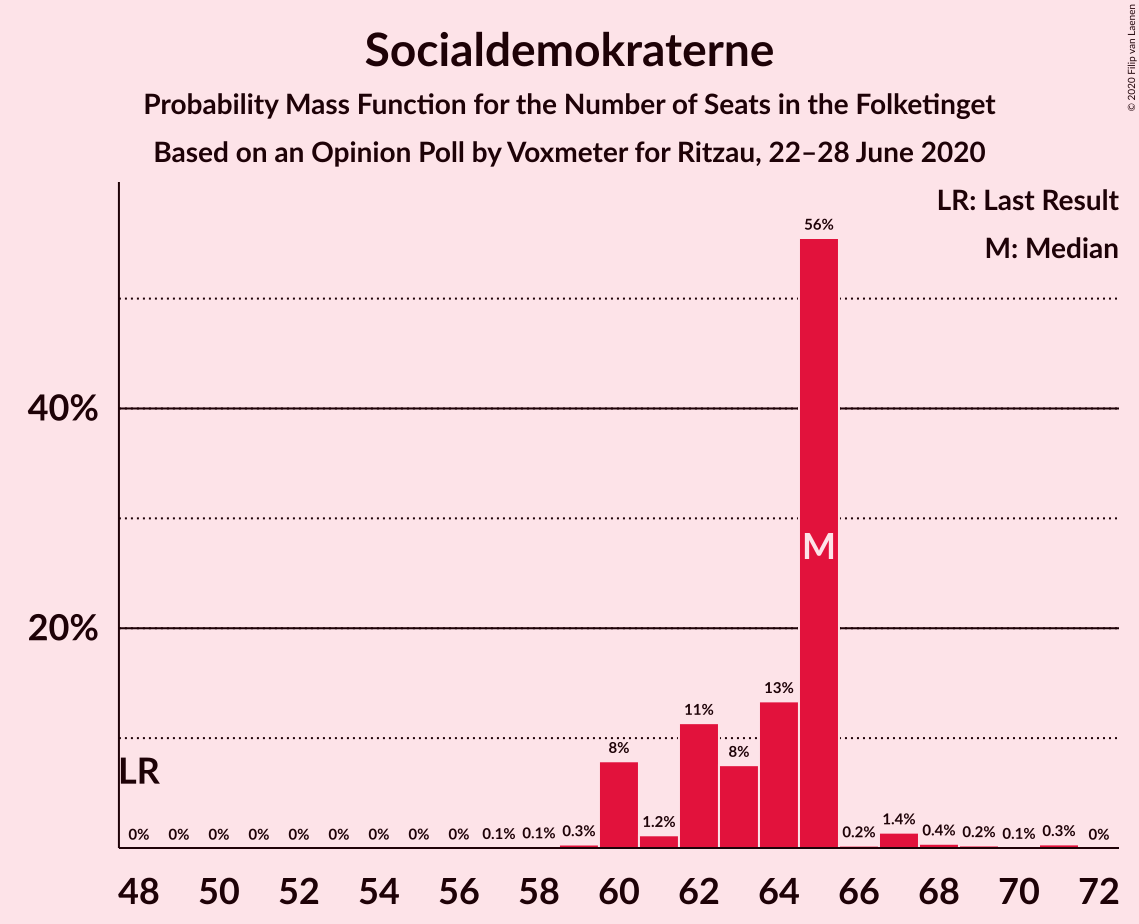 Socialdemokraterne
Probability Mass Function for the Number of Seats in the Folketinget
Based on an Opinion Poll by Voxmeter for Ritzau, 22–28 June 2020
© 2020 Filip van Laenen
LR: Last Result
M: Median
56%
40%
M
20%
13%
11%
8%
8%
LR
0% 0% 0% 0% 0% 0% 0% 0% 0% 0.1% 0.1% 0.3% 1.2% 0.2% 1.4% 0.4% 0.2% 0.1% 0.3% 0%
48 50 52 54 56 58 60 62 64 66 68 70 72